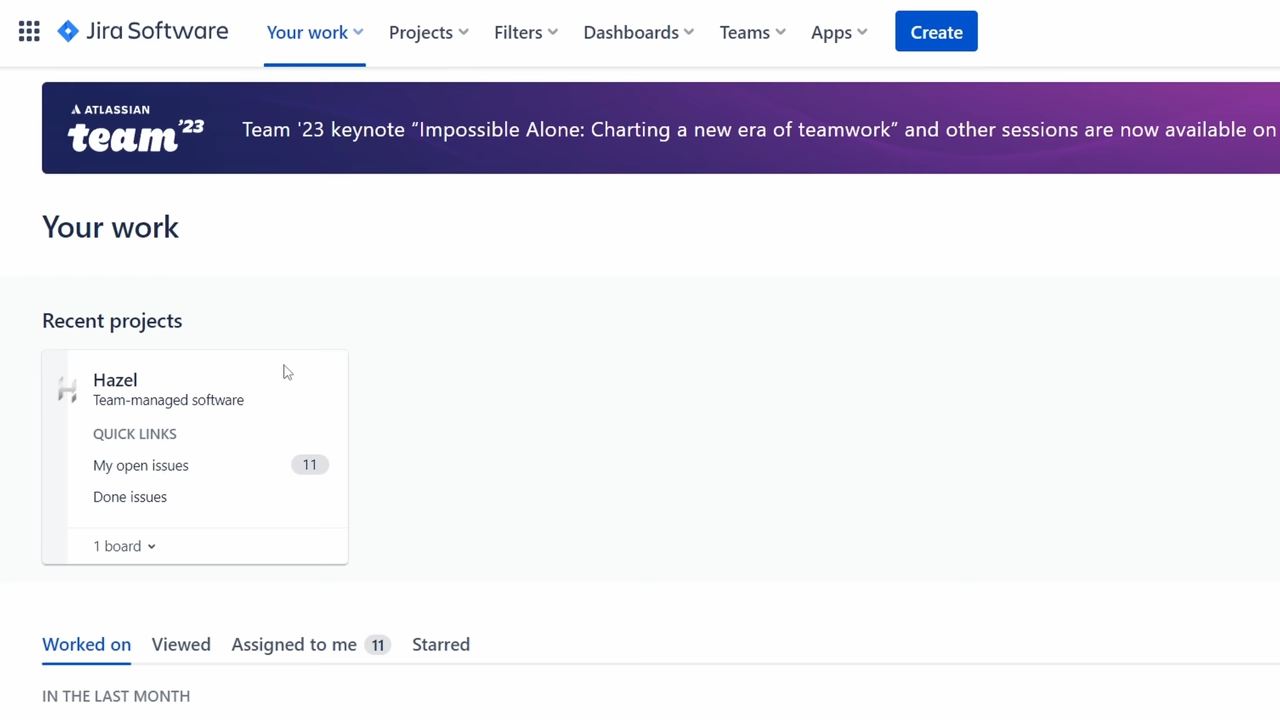 Jira Software Your work Projects Filters Dashboards Teams Apps Create
ATLASSIAN
team '23
Team '23 keynote “Impossible Alone: Charting a new era of teamwork” and other sessions are now available on
Your work
Recent projects
Hazel
Team-managed software
QUICK LINKS
My open issues 11
Done issues
1 board
Worked on Viewed Assigned to me 11 Starred
IN THE LAST MONTH